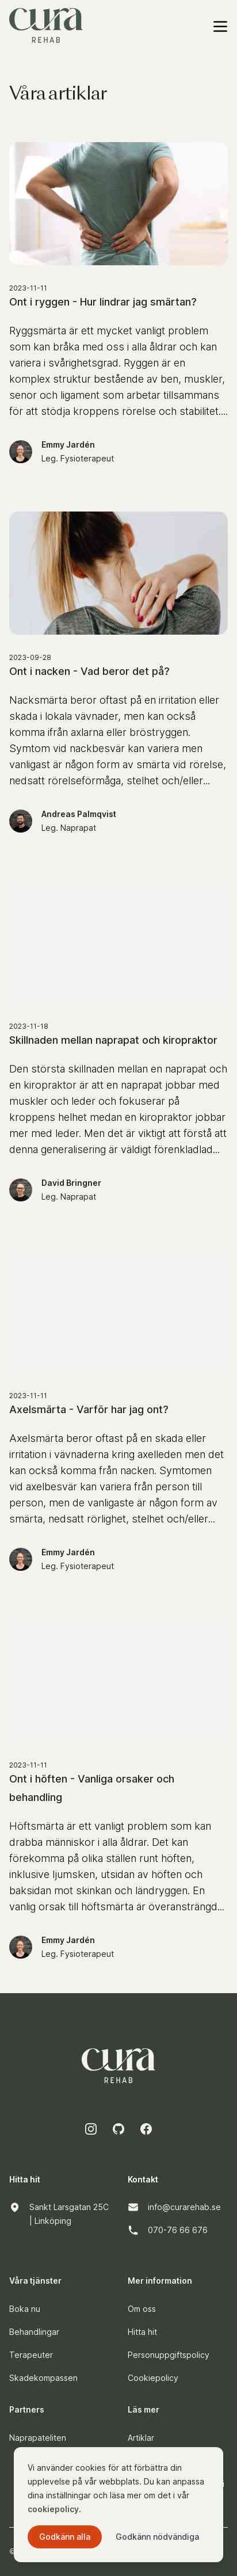 cura
REHAB
Våra artiklar
2023-11-11
Ont i ryggen - Hur lindrar jag smärtan?
Ryggsmärta är ett mycket vanligt problem
som kan bråka med oss i alla åldrar och kan
variera i svårighetsgrad. Ryggen är en
komplex struktur bestående av ben, muskler,
senor och ligament som arbetar tillsammans
för att stödja kroppens rörelse och stabilitet....
Emmy Jardén
Leg. Fysioterapeut
2023-09-28
Ont i nacken - Vad beror det på?
Nacksmärta beror oftast på en irritation eller
skada i lokala vävnader, men kan också
komma ifrån axlarna eller bröstryggen.
Symtom vid nackbesvär kan variera men
vanligast är någon form av smärta vid rörelse,
nedsatt rörelseförmåga, stelhet och/eller...
Andreas Palmqvist
Leg. Naprapat
2023-11-18
Skillnaden mellan naprapat och kiropraktor
Den största skillnaden mellan en naprapat och
en kiropraktor är att en naprapat jobbar med
muskler och leder och fokuserar på
kroppens helhet medan en kiropraktor jobbar
mer med leder. Men det är viktigt att förstå att
denna generalisering är väldigt förenkladlad...
David Bringner
Leg. Naprapat
2023-11-11
Axelsmärta - Varför har jag ont?
Axelsmärta beror oftast på en skada eller
irritation i vävnaderna kring axelleden men det
kan också komma från nacken. Symtomen
vid axelbesvär kan variera från person till
person, men de vanligaste är någon form av
smärta, nedsatt rörlighet, stelhet och/eller...
Emmy Jardén
Leg. Fysioterapeut
2023-11-11
Ont i höften - Vanliga orsaker och
behandling
Höftsmärta är ett vanligt problem som kan
drabba människor i alla åldrar. Det kan
förekomma på olika ställen runt höften,
inklusive ljumsken, utsidan av höften och
baksidan mot skinkan och ländryggen. En
vanlig orsak till höftsmärta är överansträngd...
Emmy Jardén
Leg. Fysioterapeut
cura
REHAB
Hitta hit
Sankt Larsgatan 25C
| Linköping
Kontakt
info@curarehab.se
070-76 66 676
Våra tjänster
Boka nu
Behandlingar
Terapeuter
Skadekompassen
Mer information
Om oss
Hitta hit
Personuppgiftspolicy
Cookiepolicy
Partners
Naprapateliten
Läs mer
Artiklar
Vi använder cookies för att förbättra din
upplevelse på vår webbplats. Du kan anpassa
dina inställningar och läsa mer om det i vår
cookiepolicy.
Godkänn alla
Godkänn nödvändiga